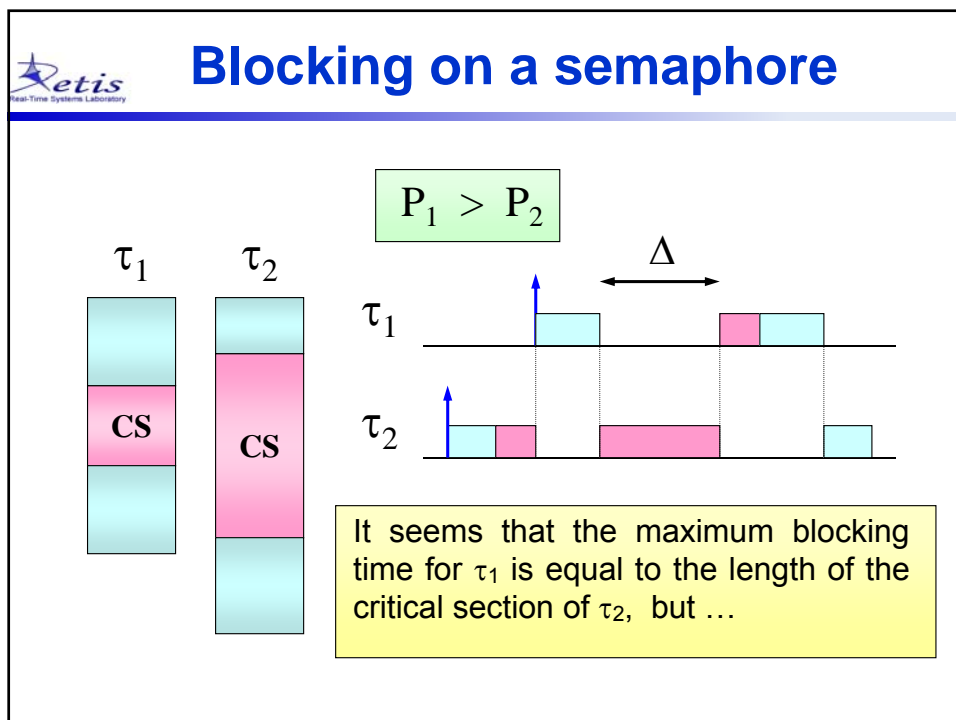 Retis
Real-Time Systems Laboratory
Blocking on a semaphore
P₁ > P₂
τ₁ τ₂
Δ
τ₁
CS
τ₂
CS
It seems that the maximum blocking
time for τ₁ is equal to the length of the
critical section of τ₂, but …